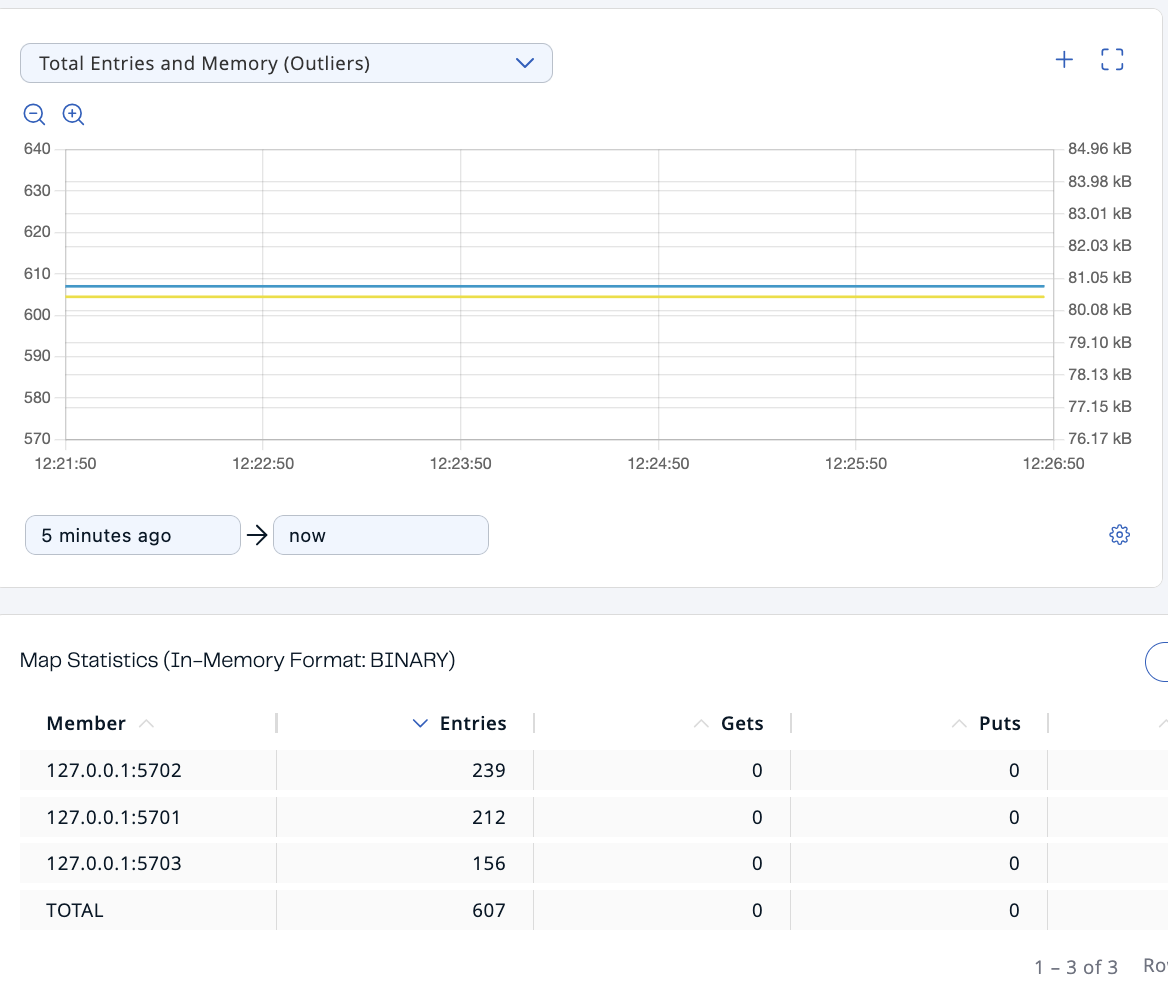 Total Entries and Memory (Outliers)
640 84.96 kB
83.98 kB
630
83.01 kB
620
82.03 kB
610 81.05 kB
600 80.08 kB
79.10 kB
590
78.13 kB
580
77.15 kB
570 76.17 kB
12:21:50 12:22:50 12:23:50 12:24:50 12:25:50 12:26:50
5 minutes ago now
Map Statistics (In-Memory Format: BINARY)
Member Entries Gets Puts
127.0.0.1:5702 239 0 0
127.0.0.1:5701 212 0 0
127.0.0.1:5703 156 0 0
TOTAL 607 0 0
1 – 3 of 3